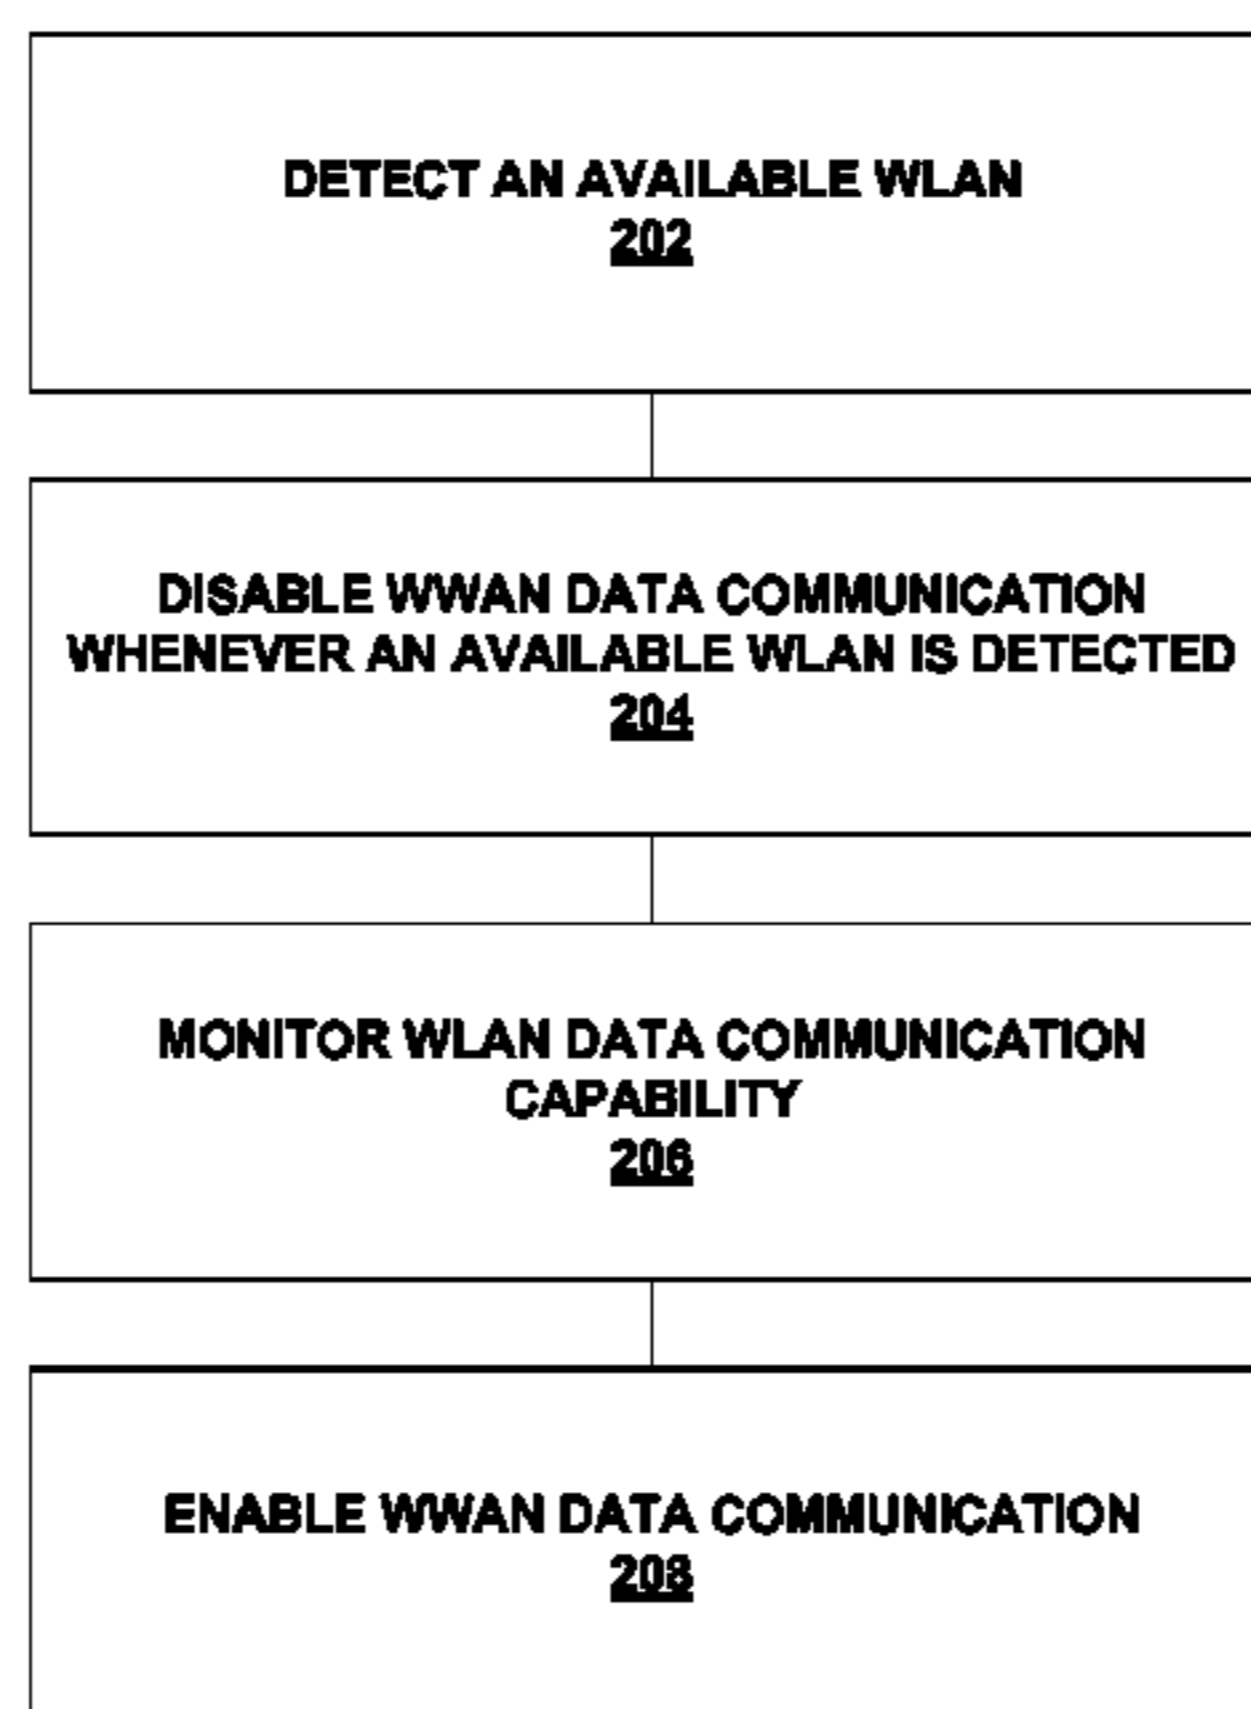 DETECT AN AVAILABLE WLAN
202
DISABLE WWAN DATA COMMUNICATION
WHENEVER AN AVAILABLE WLAN IS DETECTED
204
MONITOR WLAN DATA COMMUNICATION
CAPABILITY
206
ENABLE WWAN DATA COMMUNICATION
208